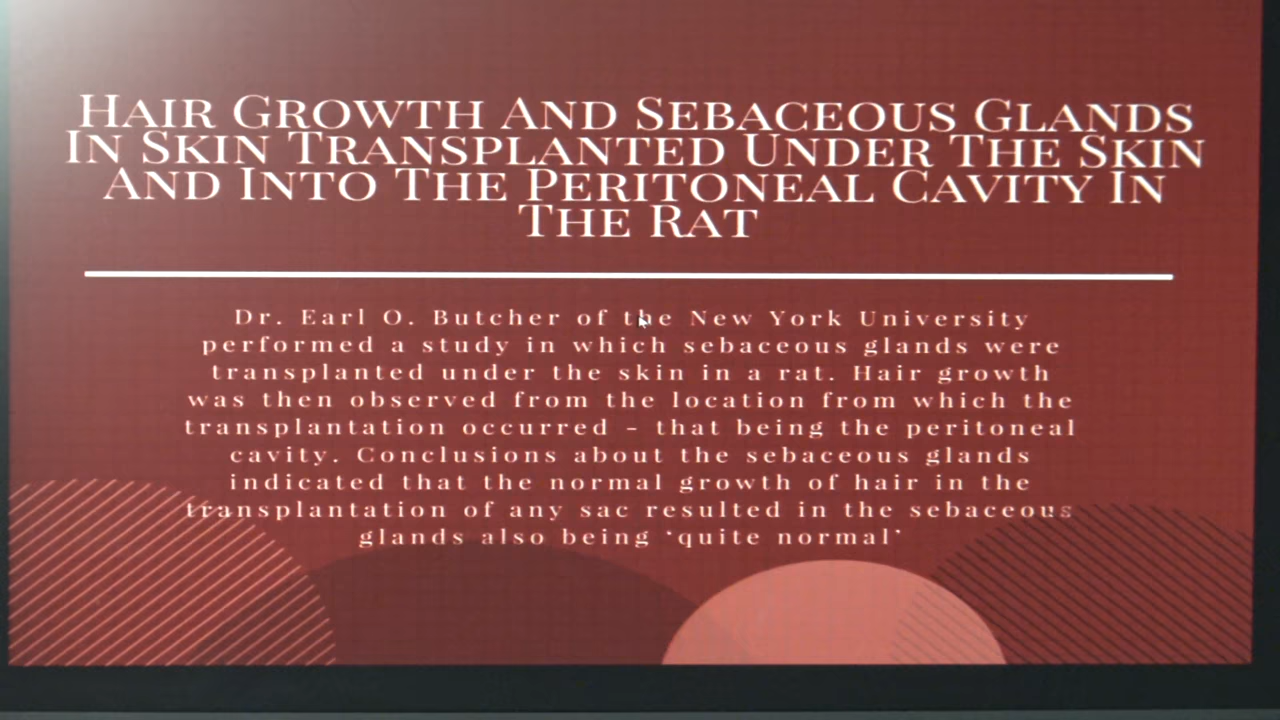 Hair Growth And Sebaceous Glands
In Skin Transplanted Under The Skin
And Into The Peritoneal Cavity In
The Rat
Dr. Earl O. Butcher of the New York University
performed a study in which sebaceous glands were
transplanted under the skin in a rat. Hair growth
was then observed from the location from which the
transplantation occurred - that being the peritoneal
cavity. Conclusions about the sebaceous glands
indicated that the normal growth of hair in the
transplantation of any sac resulted in the sebaceous
glands also being ‘quite normal’